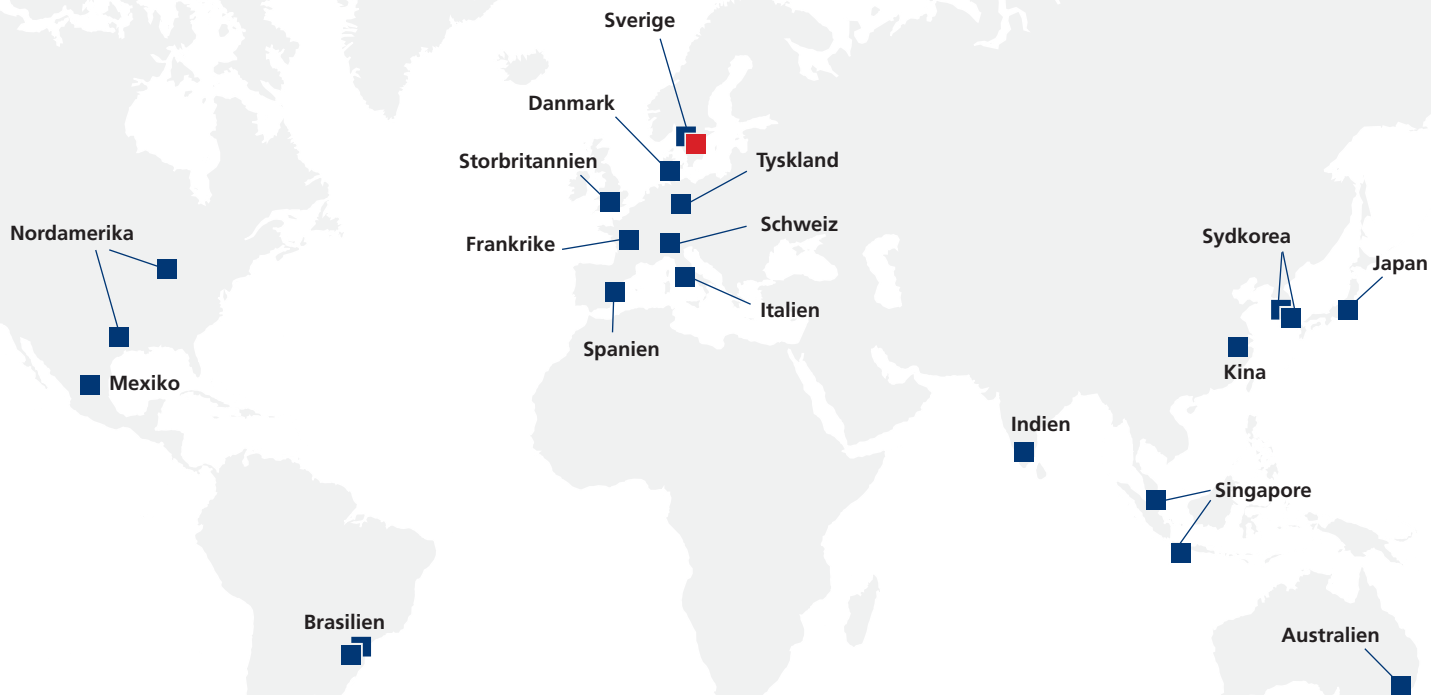 Sverige
Danmark
Storbritannien
Tyskland
Schweiz
Frankrike
Nordamerika
Sydkorea
Japan
Italien
Spanien
Kina
Mexiko
Indien
Singapore
Brasilien
Australien